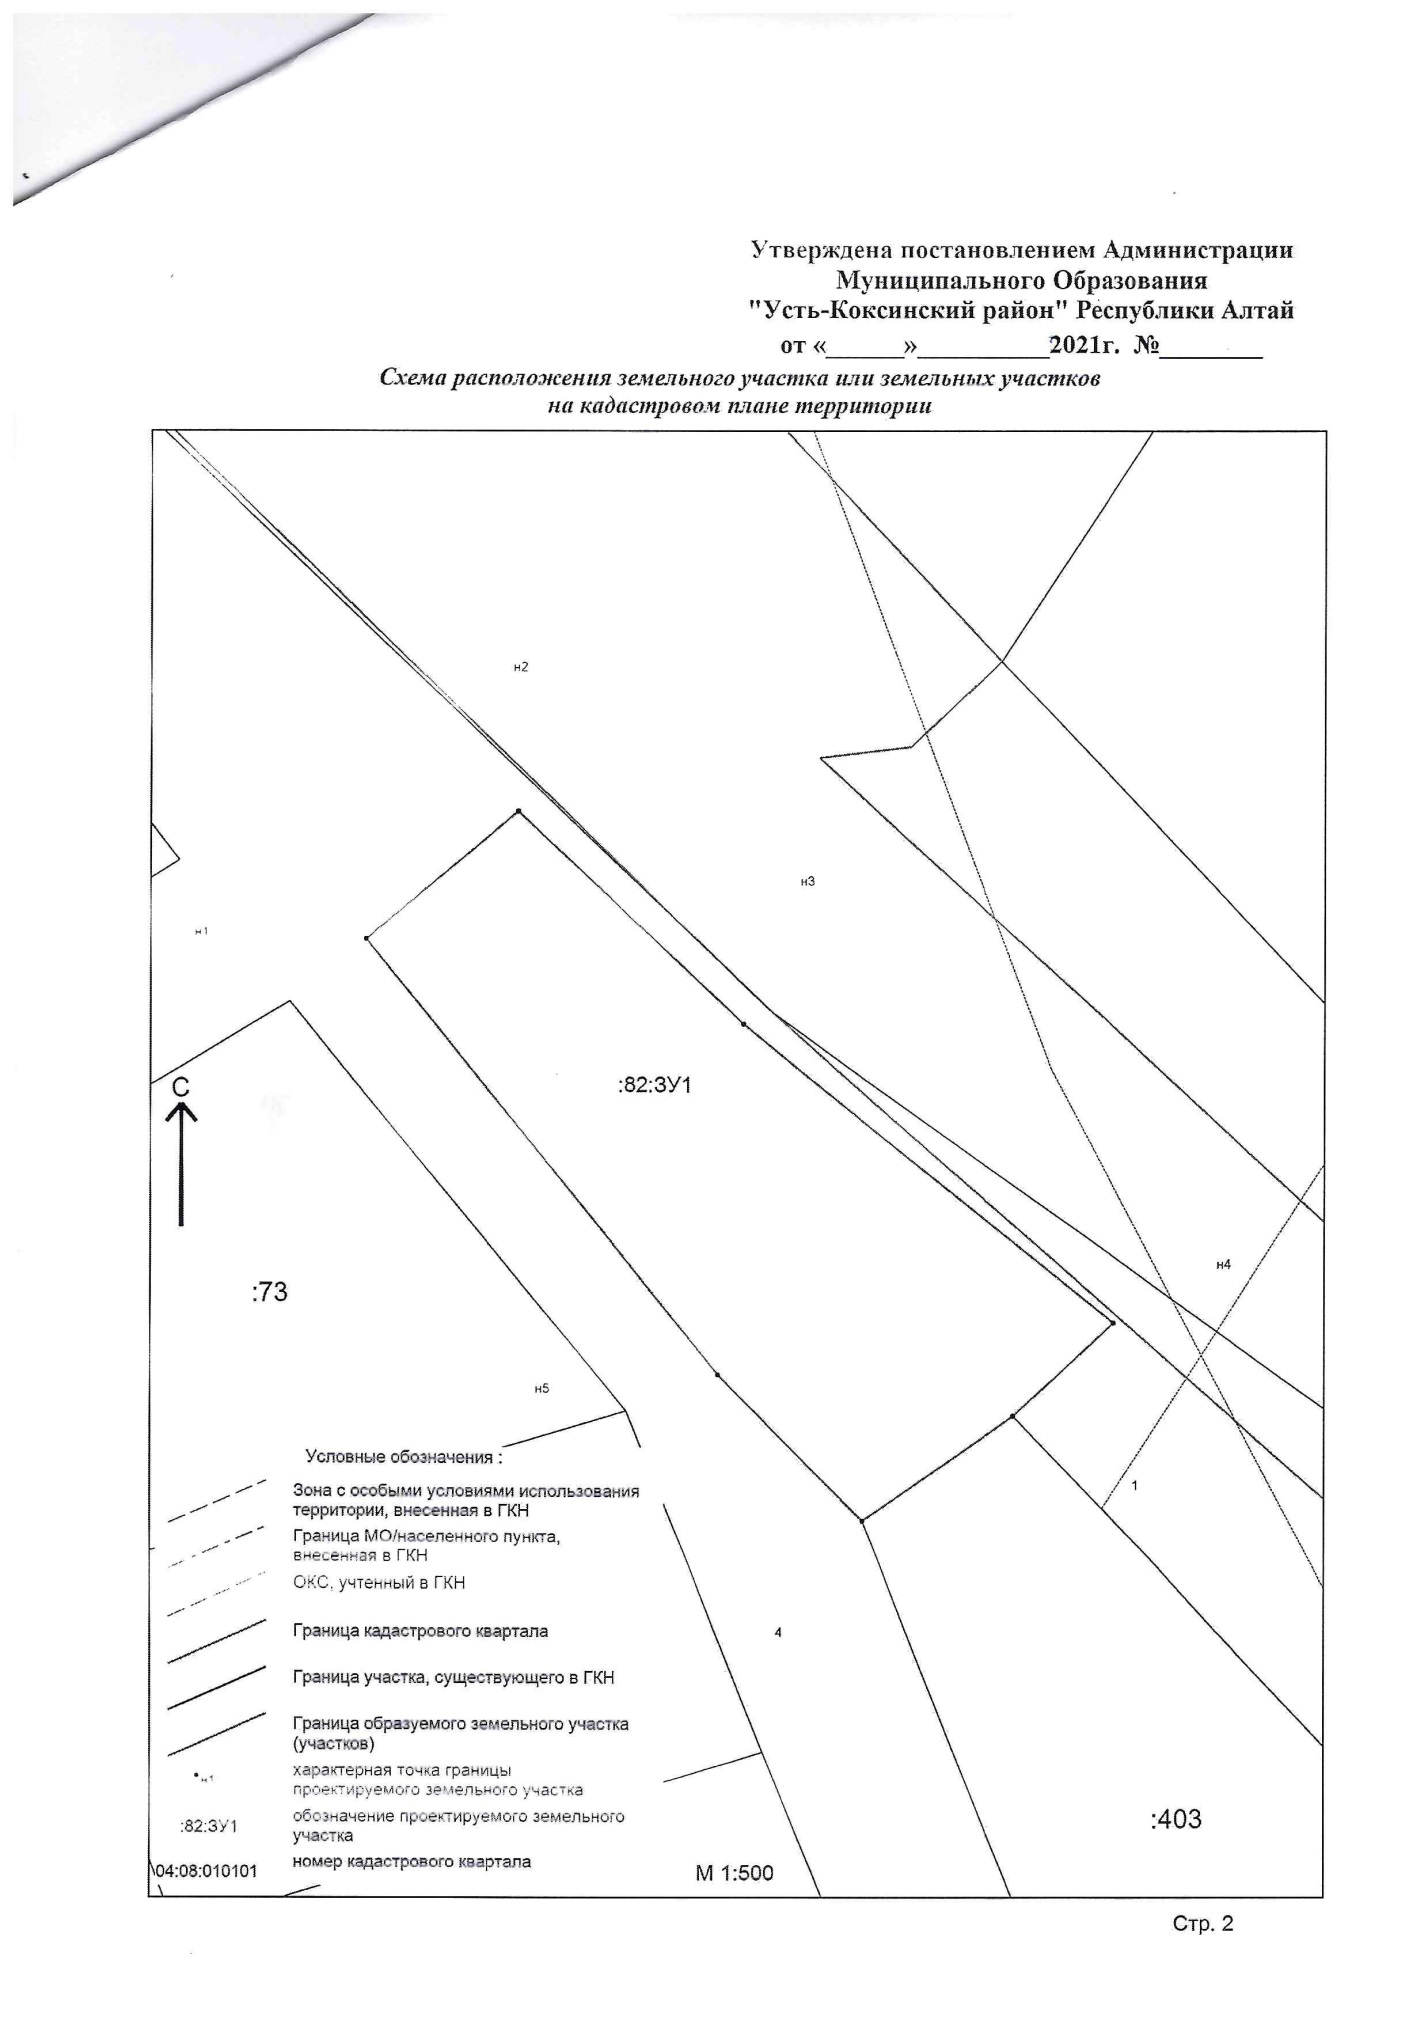 Утверждена постановлением Администрации
Муниципального Образования
"Усть-Коксинский район" Республики Алтай
от «______»__________2021г. №________
Схема расположения земельного участка или земельных участков
на кадастровом плане территории
н2
н3
н1
:82:ЗУ1
С
н4
:73
н5
1
Условные обозначения :
Зона с особыми условиями использования
территории, внесенная в ГКН
Граница МО/населенного пункта,
внесенная в ГКН
ОКС, учтенный в ГКН
Граница кадастрового квартала
4
Граница участка, существующего в ГКН
Граница образуемого земельного участка
(участков)
н1 характерная точка границы
проектируемого земельного участка
:82:ЗУ1 обозначение проектируемого земельного
участка
:403
04:08:010101 номер кадастрового квартала
М 1:500
Стр. 2